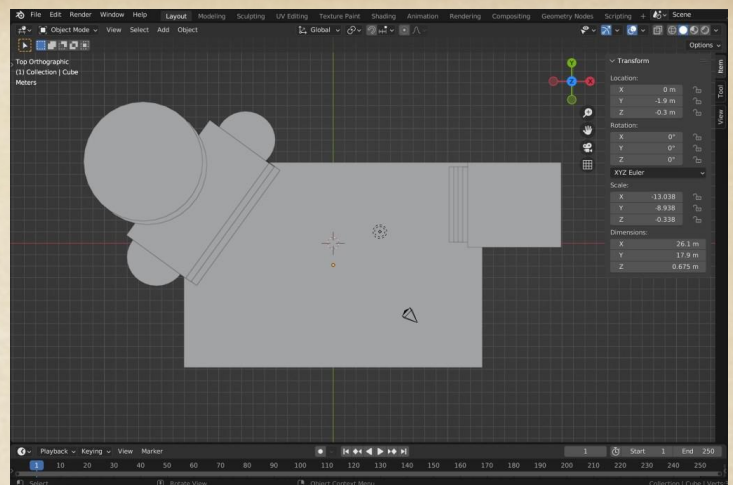 File Edit Render Window Help Layout Modeling Sculpting UV Editing Texture Paint Shading Animation Rendering Compositing Geometry Nodes Scripting + Scene
Object Mode View Select Add Object Global
Options
Top Orthographic
(1) Collection | Cube
Meters
Y
X
Z
Item
Tool
View
Transform
Location:
X 0 m
Y -1.9 m
Z -0.3 m
Rotation:
X 0°
Y 0°
Z 0°
XYZ Euler
Scale:
X -13.038
Y -8.938
Z -0.338
Dimensions:
X 26.1 m
Y 17.9 m
Z 0.675 m
Playback Keying View Marker 1 Start 1 End 250
1 10 20 30 40 50 60 70 80 90 100 110 120 130 140 150 160 170 180 190 200 210 220 230 240 250
Select Rotate View Object Context Menu Collection | Cube | Verts